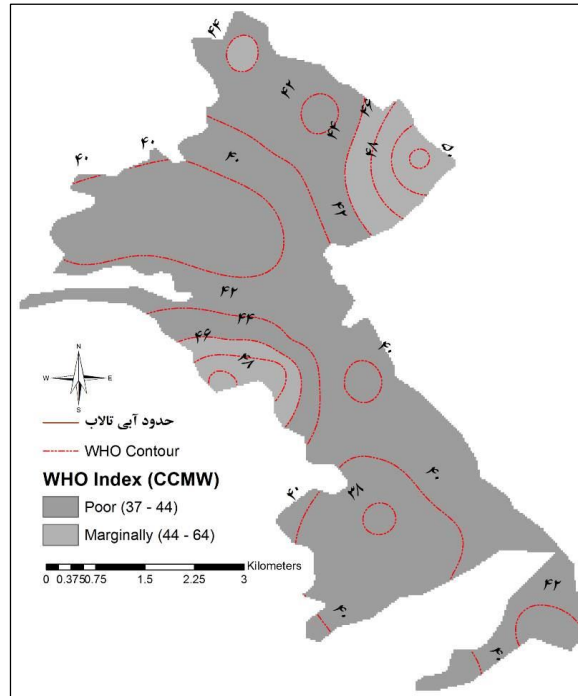 ۴۴
۴۲
۴۶
۴۴
۴۸
۵۰
۴۰
۴۰
۴۰
۴۲
۴۲
۴۴
۴۶
۴۸
۴۰
N
W E
S
حدود آبی تالاب
WHO Contour
WHO Index (CCMW)
Poor (37 - 44)
Marginally (44 - 64)
Kilometers
0 0.375 0.75 1.5 2.25 3
۴۰
۳۸
۴۰
۴۰
۴۲
۴۰